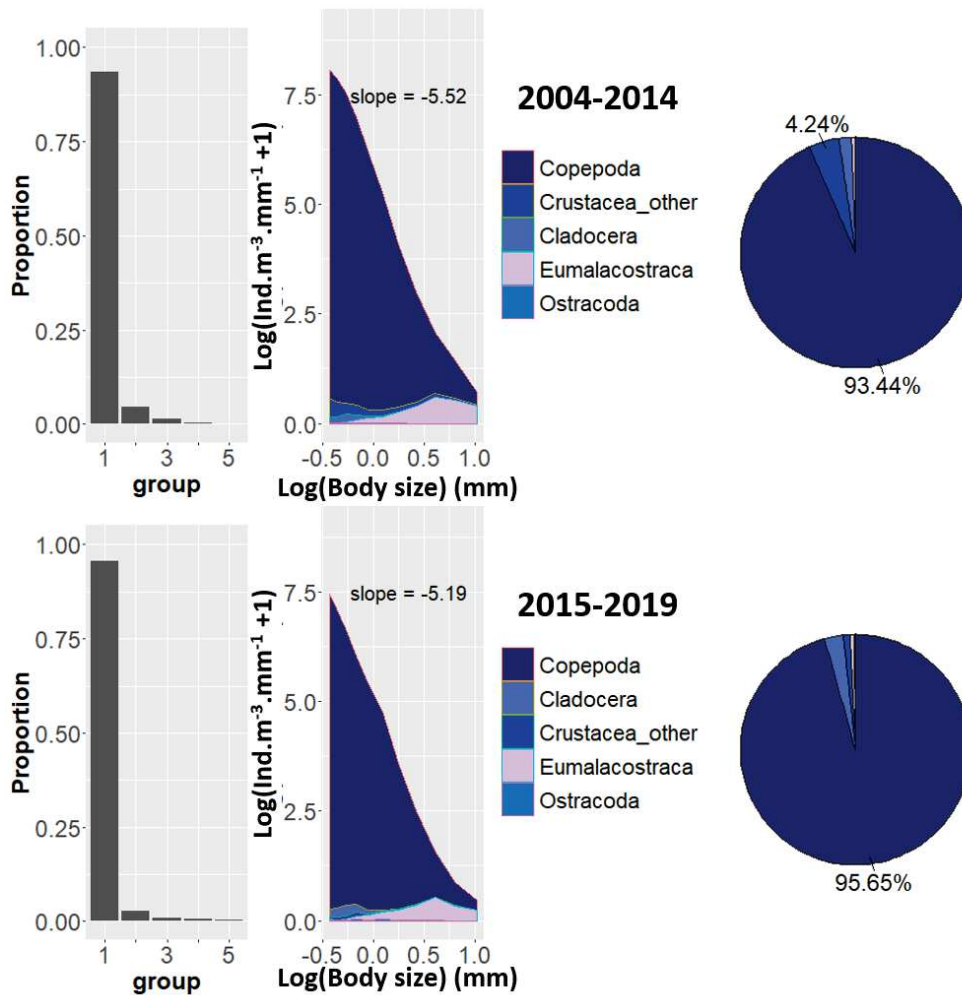 1.00
0.75
0.50
0.25
0.00
Proportion
1 3 5
group
7.5
5.0
2.5
0.0
Log(Ind.m⁻³.mm⁻¹ +1)
slope = -5.52
-0.5 0.0 0.5 1.0
Log(Body size) (mm)
2004-2014
Copepoda
Crustacea_other
Cladocera
Eumalacostraca
Ostracoda
4.24%
93.44%
1.00
0.75
0.50
0.25
0.00
Proportion
1 3 5
group
7.5
5.0
2.5
0.0
Log(Ind.m⁻³.mm⁻¹ +1)
slope = -5.19
-0.5 0.0 0.5 1.0
Log(Body size) (mm)
2015-2019
Copepoda
Cladocera
Crustacea_other
Eumalacostraca
Ostracoda
95.65%